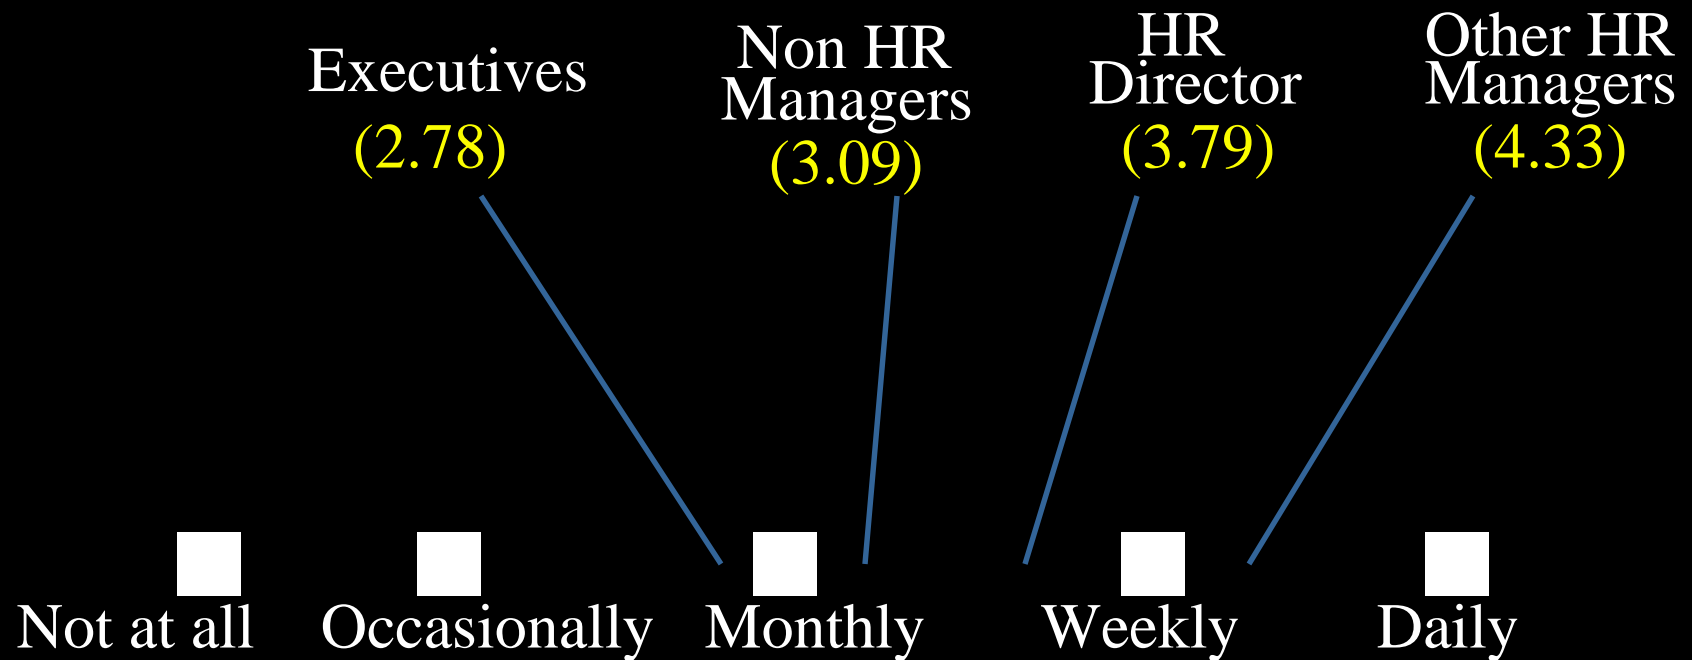 Executives
(2.78)
Non HR
Managers
(3.09)
HR
Director
(3.79)
Other HR
Managers
(4.33)
Not at all
Occasionally
Monthly
Weekly
Daily